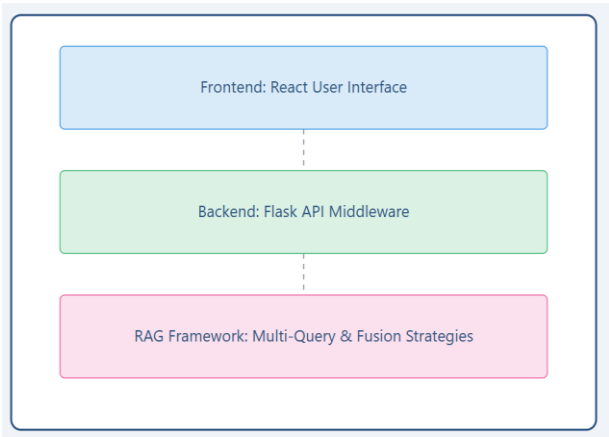 Frontend: React User Interface
Backend: Flask API Middleware
RAG Framework: Multi-Query & Fusion Strategies